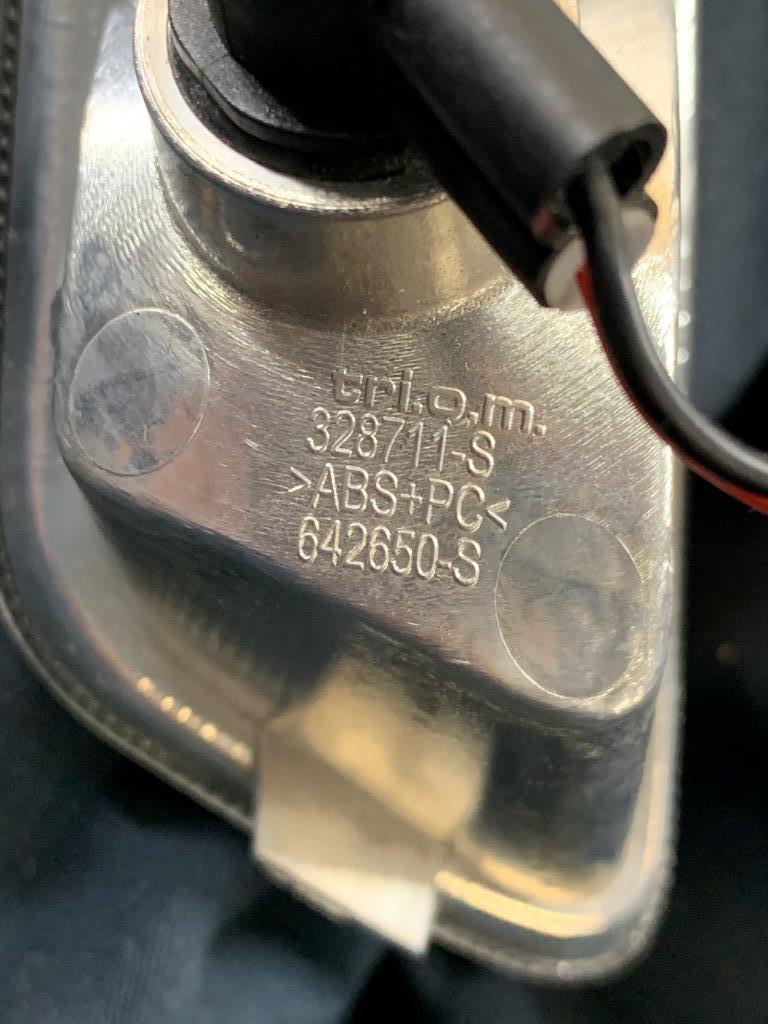 tri.o.m.
328711-S
>ABS+PC<
642650-S